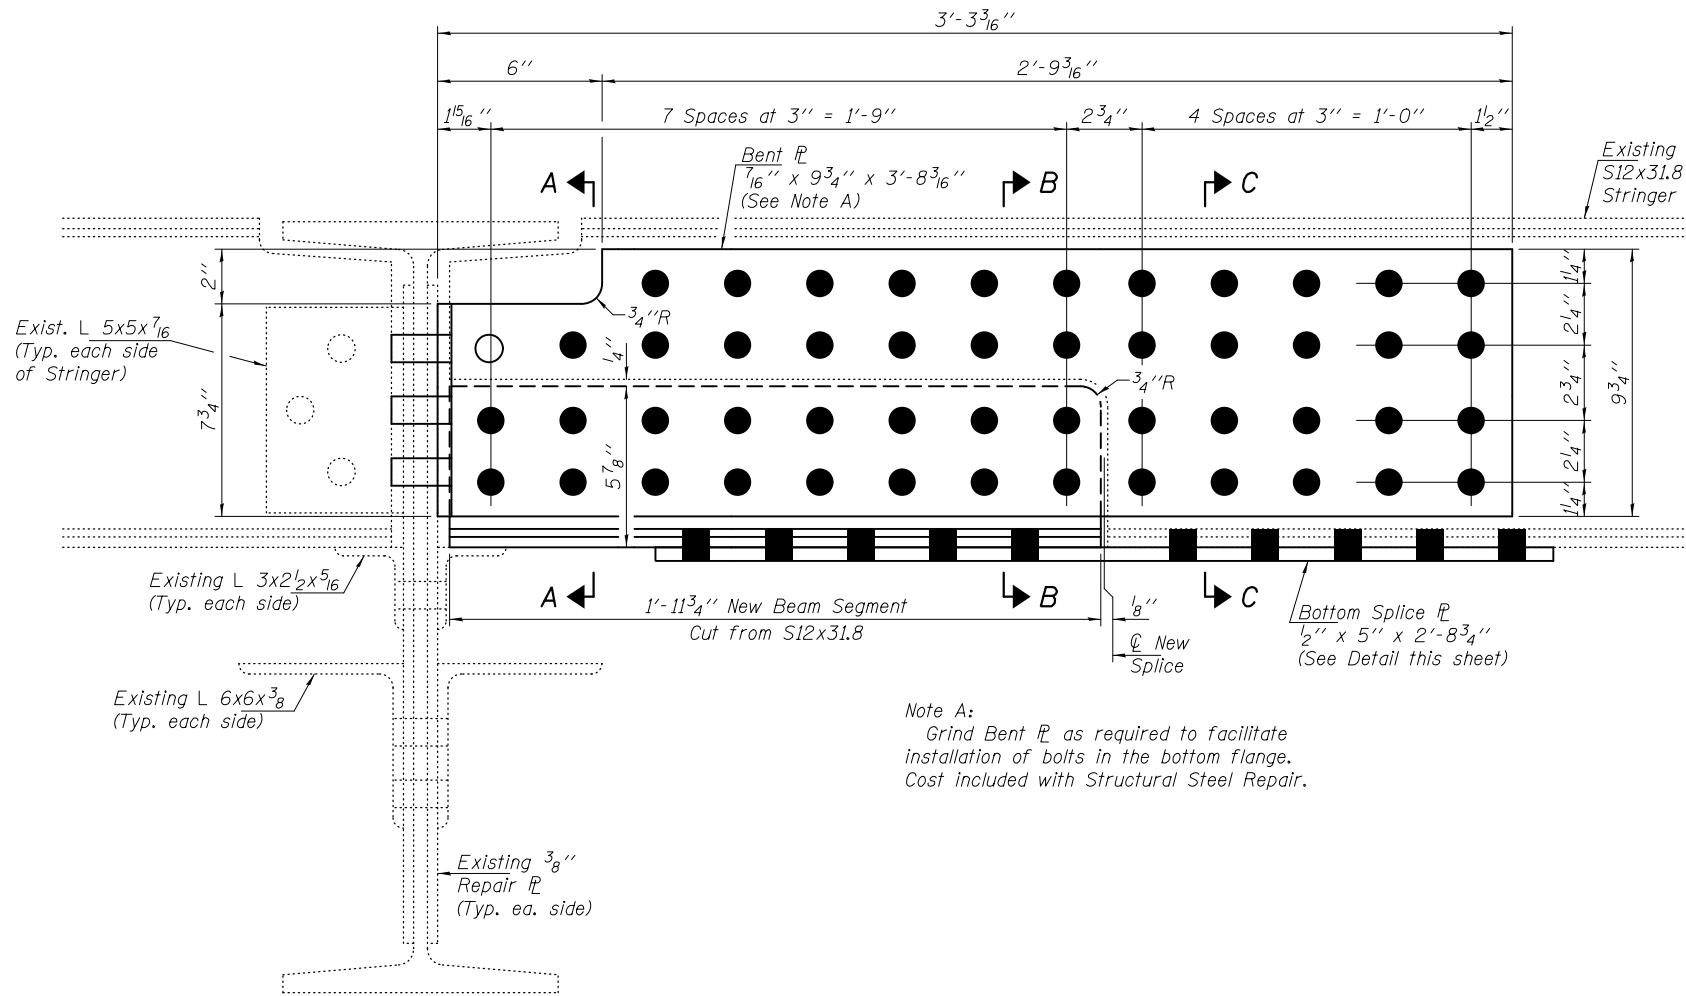 3'-3 3/16"
6"
2'-9 3/16"
1 15/16"
7 Spaces at 3" = 1'-9"
2 3/4"
4 Spaces at 3" = 1'-0"
1 1/2"
Bent ℙL
7/16" x 9 3/4" x 3'-8 3/16"
(See Note A)
A
B
C
Existing
S12x31.8
Stringer
2"
7 3/4"
Exist. L 5x5x7/16
(Typ. each side
of Stringer)
3/4"R
1/4"
3/4"R
5 7/8"
1 1/4"
2 1/4"
2 3/4"
2 1/4"
1 1/4"
9 3/4"
Existing L 3x2 1/2x5/16
(Typ. each side)
A
B
C
1'-11 3/4" New Beam Segment
Cut from S12x31.8
1/8"
℄ New
Splice
Bottom Splice ℙL
1/2" x 5" x 2'-8 3/4"
(See Detail this sheet)
Existing L 6x6x3/8
(Typ. each side)
Note A:
Grind Bent ℙL as required to facilitate
installation of bolts in the bottom flange.
Cost included with Structural Steel Repair.
Existing 3/8"
Repair ℙL
(Typ. ea. side)